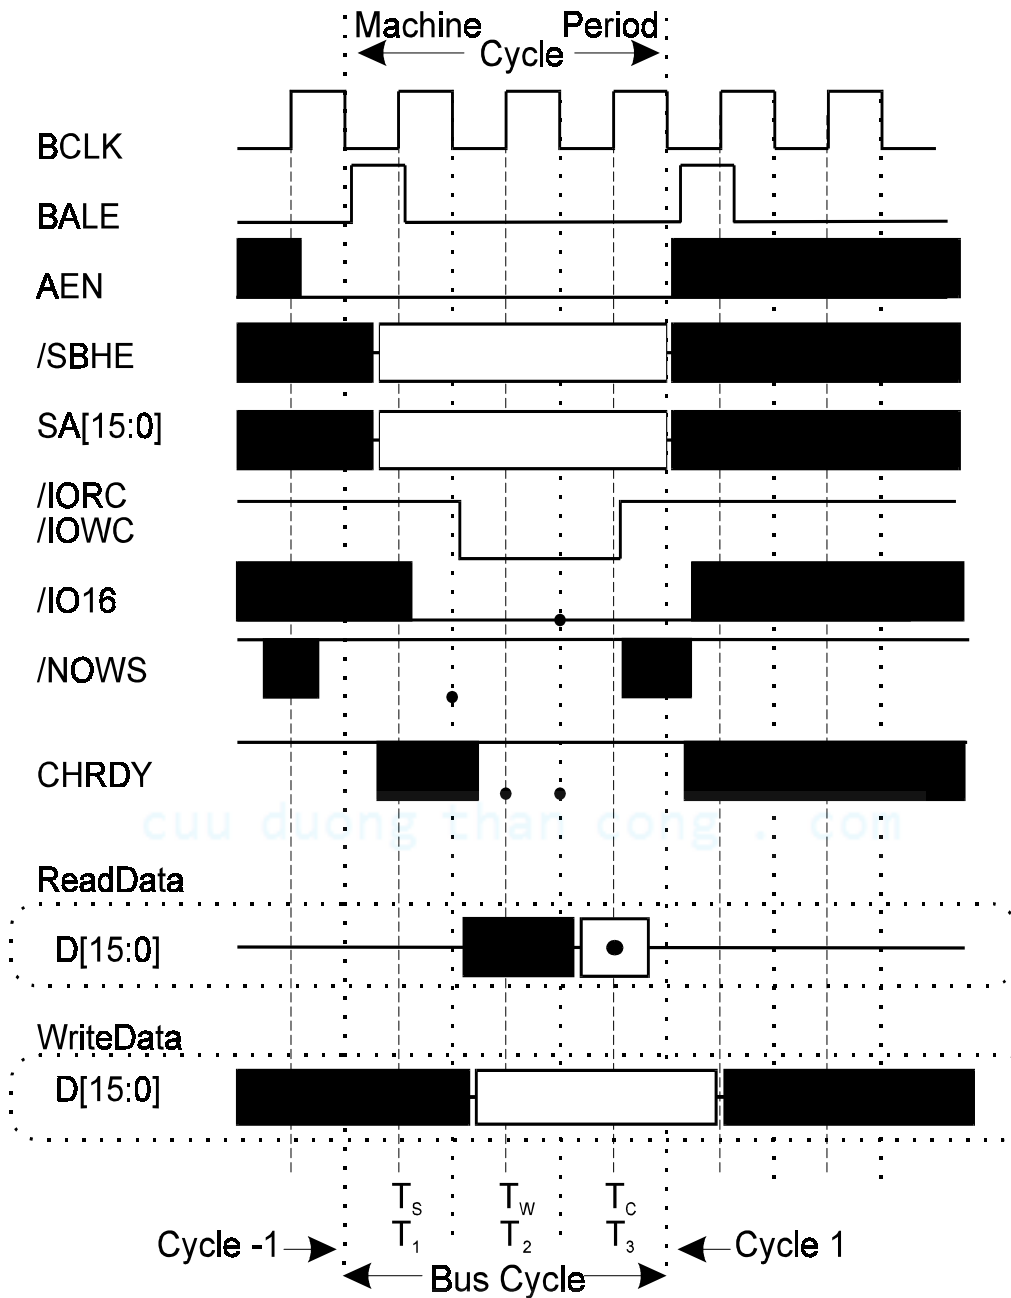 Machine Period
Cycle
BCLK
BALE
AEN
/SBHE
SA[15:0]
/IORC
/IOWC
/IO16
/NOWS
CHRDY
cuu duong than cong . com
ReadData
D[15:0]
WriteData
D[15:0]
TS TW TC
T1 T2 T3
Cycle -1 Cycle 1
Bus Cycle